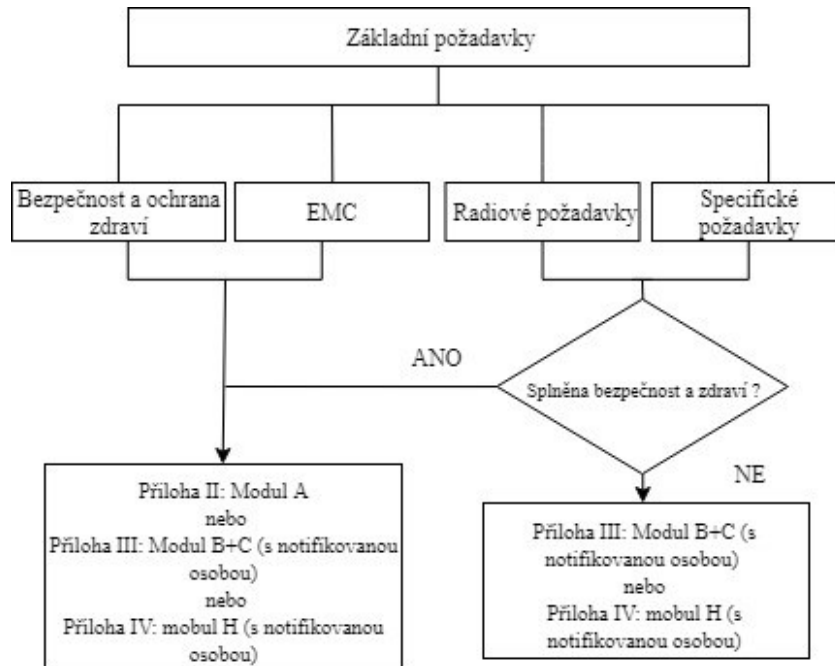 Základní požadavky
Bezpečnost a ochrana
zdraví
EMC
Radiové požadavky
Specifické
požadavky
ANO
Splněna bezpečnost a zdraví ?
NE
Příloha II: Modul A
nebo
Příloha III: Modul B+C (s notifikovanou
osobou)
nebo
Příloha IV: mobul H (s notifikovanou
osobou)
Příloha III: Modul B+C (s
notifikovanou osobou)
nebo
Příloha IV: mobul H (s
notifikovanou osobou)